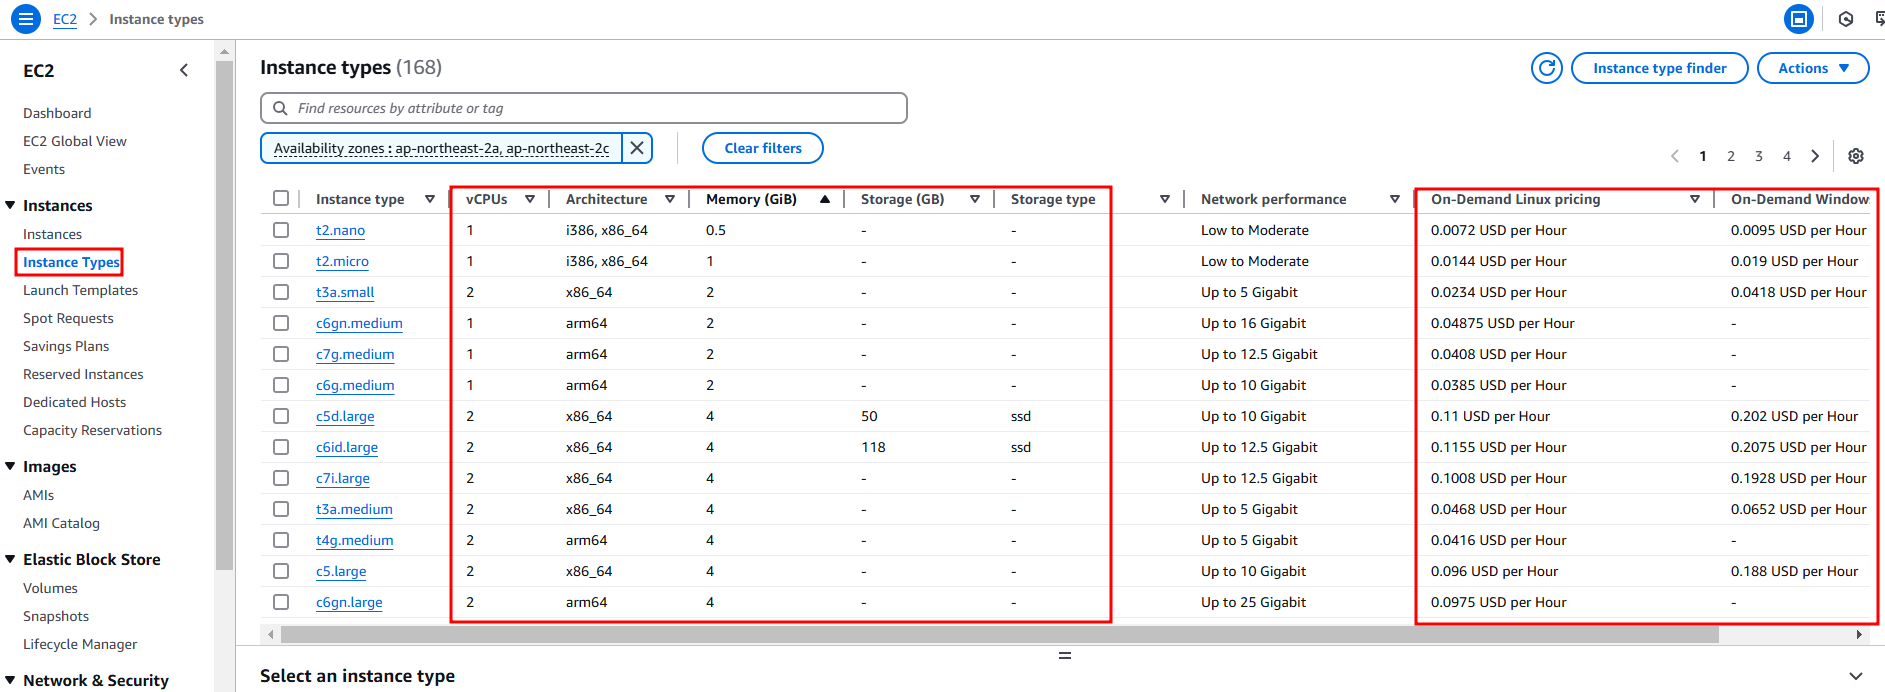 EC2 Instance types
EC2
Dashboard
EC2 Global View
Events
Instances
Instances
Instance Types
Launch Templates
Spot Requests
Savings Plans
Reserved Instances
Dedicated Hosts
Capacity Reservations
Images
AMIs
AMI Catalog
Elastic Block Store
Volumes
Snapshots
Lifecycle Manager
Network & Security
Instance types (168)
Instance type finder
Actions
Find resources by attribute or tag
Availability zones : ap-northeast-2a, ap-northeast-2c
Clear filters
1 2 3 4
Instance type vCPUs Architecture Memory (GiB) Storage (GB) Storage type Network performance On-Demand Linux pricing On-Demand Window
t2.nano 1 i386, x86_64 0.5 - - Low to Moderate 0.0072 USD per Hour 0.0095 USD per Hour
t2.micro 1 i386, x86_64 1 - - Low to Moderate 0.0144 USD per Hour 0.019 USD per Hour
t3a.small 2 x86_64 2 - - Up to 5 Gigabit 0.0234 USD per Hour 0.0418 USD per Hour
c6gn.medium 1 arm64 2 - - Up to 16 Gigabit 0.04875 USD per Hour -
c7g.medium 1 arm64 2 - - Up to 12.5 Gigabit 0.0408 USD per Hour -
c6g.medium 1 arm64 2 - - Up to 10 Gigabit 0.0385 USD per Hour -
c5d.large 2 x86_64 4 50 ssd Up to 10 Gigabit 0.11 USD per Hour 0.202 USD per Hour
c6id.large 2 x86_64 4 118 ssd Up to 12.5 Gigabit 0.1155 USD per Hour 0.2075 USD per Hour
c7i.large 2 x86_64 4 - - Up to 12.5 Gigabit 0.1008 USD per Hour 0.1928 USD per Hour
t3a.medium 2 x86_64 4 - - Up to 5 Gigabit 0.0468 USD per Hour 0.0652 USD per Hour
t4g.medium 2 arm64 4 - - Up to 5 Gigabit 0.0416 USD per Hour -
c5.large 2 x86_64 4 - - Up to 10 Gigabit 0.096 USD per Hour 0.188 USD per Hour
c6gn.large 2 arm64 4 - - Up to 25 Gigabit 0.0975 USD per Hour -
Select an instance type